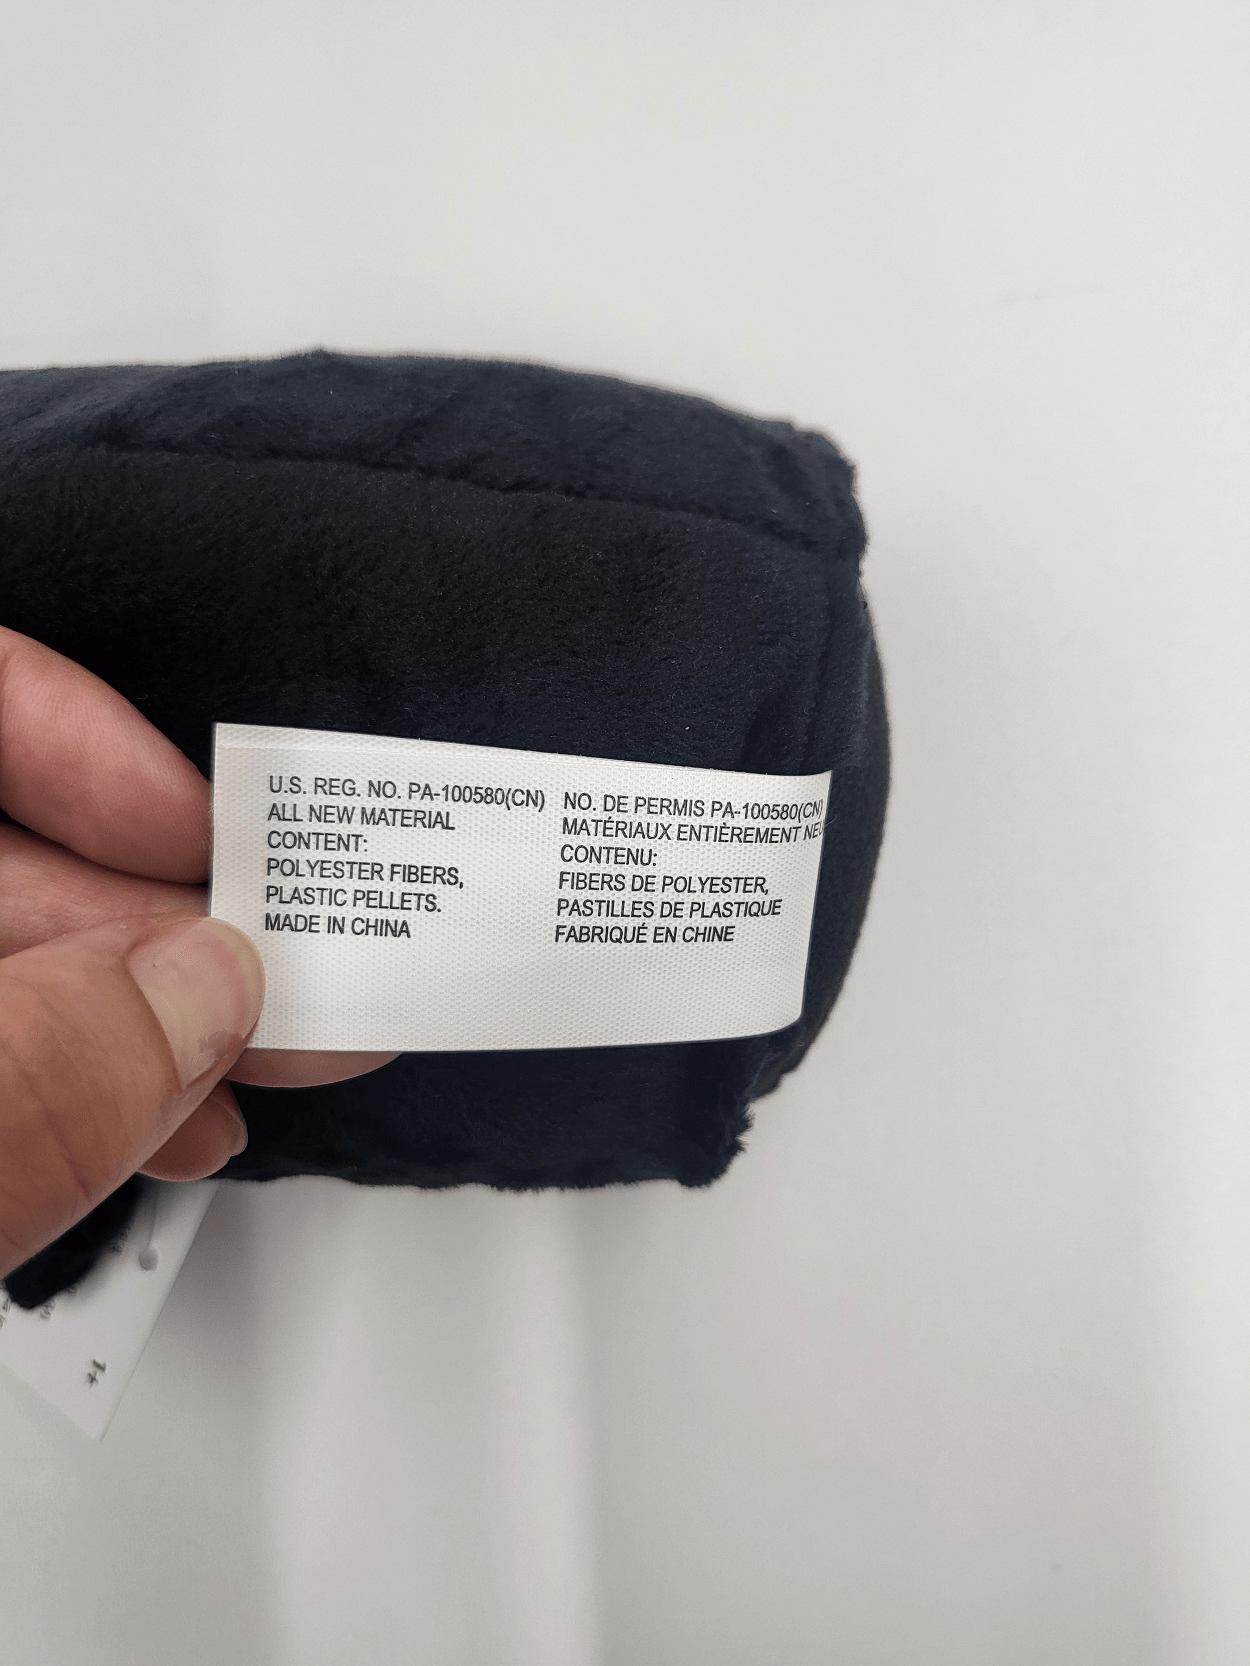 U.S. REG. NO. PA-100580(CN)
ALL NEW MATERIAL
CONTENT:
POLYESTER FIBERS,
PLASTIC PELLETS.
MADE IN CHINA
NO. DE PERMIS PA-100580(CN)
MATÉRIAUX ENTIÈREMENT
CONTENU:
FIBERS DE POLYESTER,
PASTILLES DE PLASTIQUE
FABRIQUÉ EN CHINE